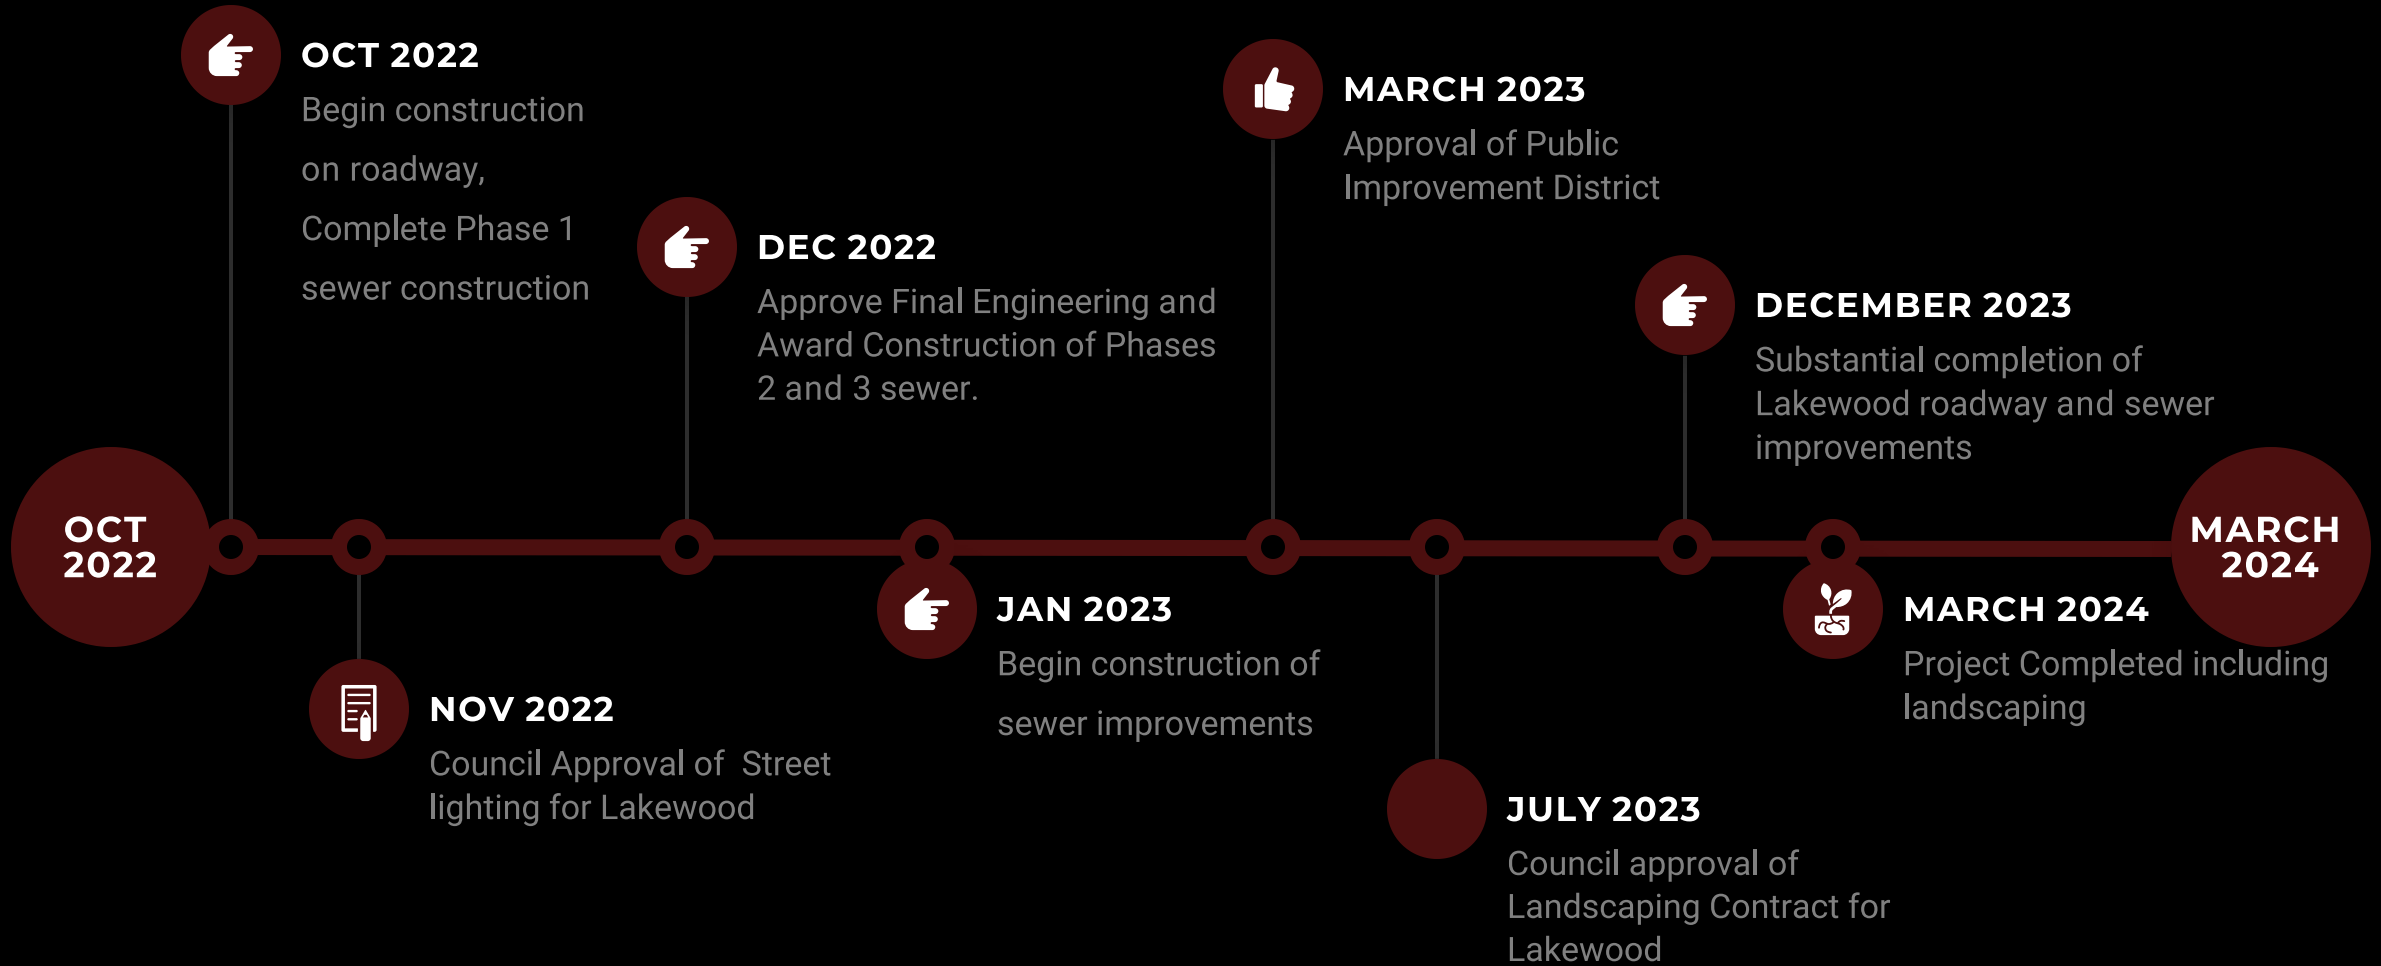 OCT 2022
Begin construction
on roadway,
Complete Phase 1
sewer construction
DEC 2022
Approve Final Engineering and
Award Construction of Phases
2 and 3 sewer.
MARCH 2023
Approval of Public
Improvement District
DECEMBER 2023
Substantial completion of
Lakewood roadway and sewer
improvements
OCT
2022
MARCH
2024
NOV 2022
Council Approval of  Street
lighting for Lakewood
JAN 2023
Begin construction of
sewer improvements
JULY 2023
Council approval of
Landscaping Contract for
Lakewood
MARCH 2024
Project Completed including
landscaping